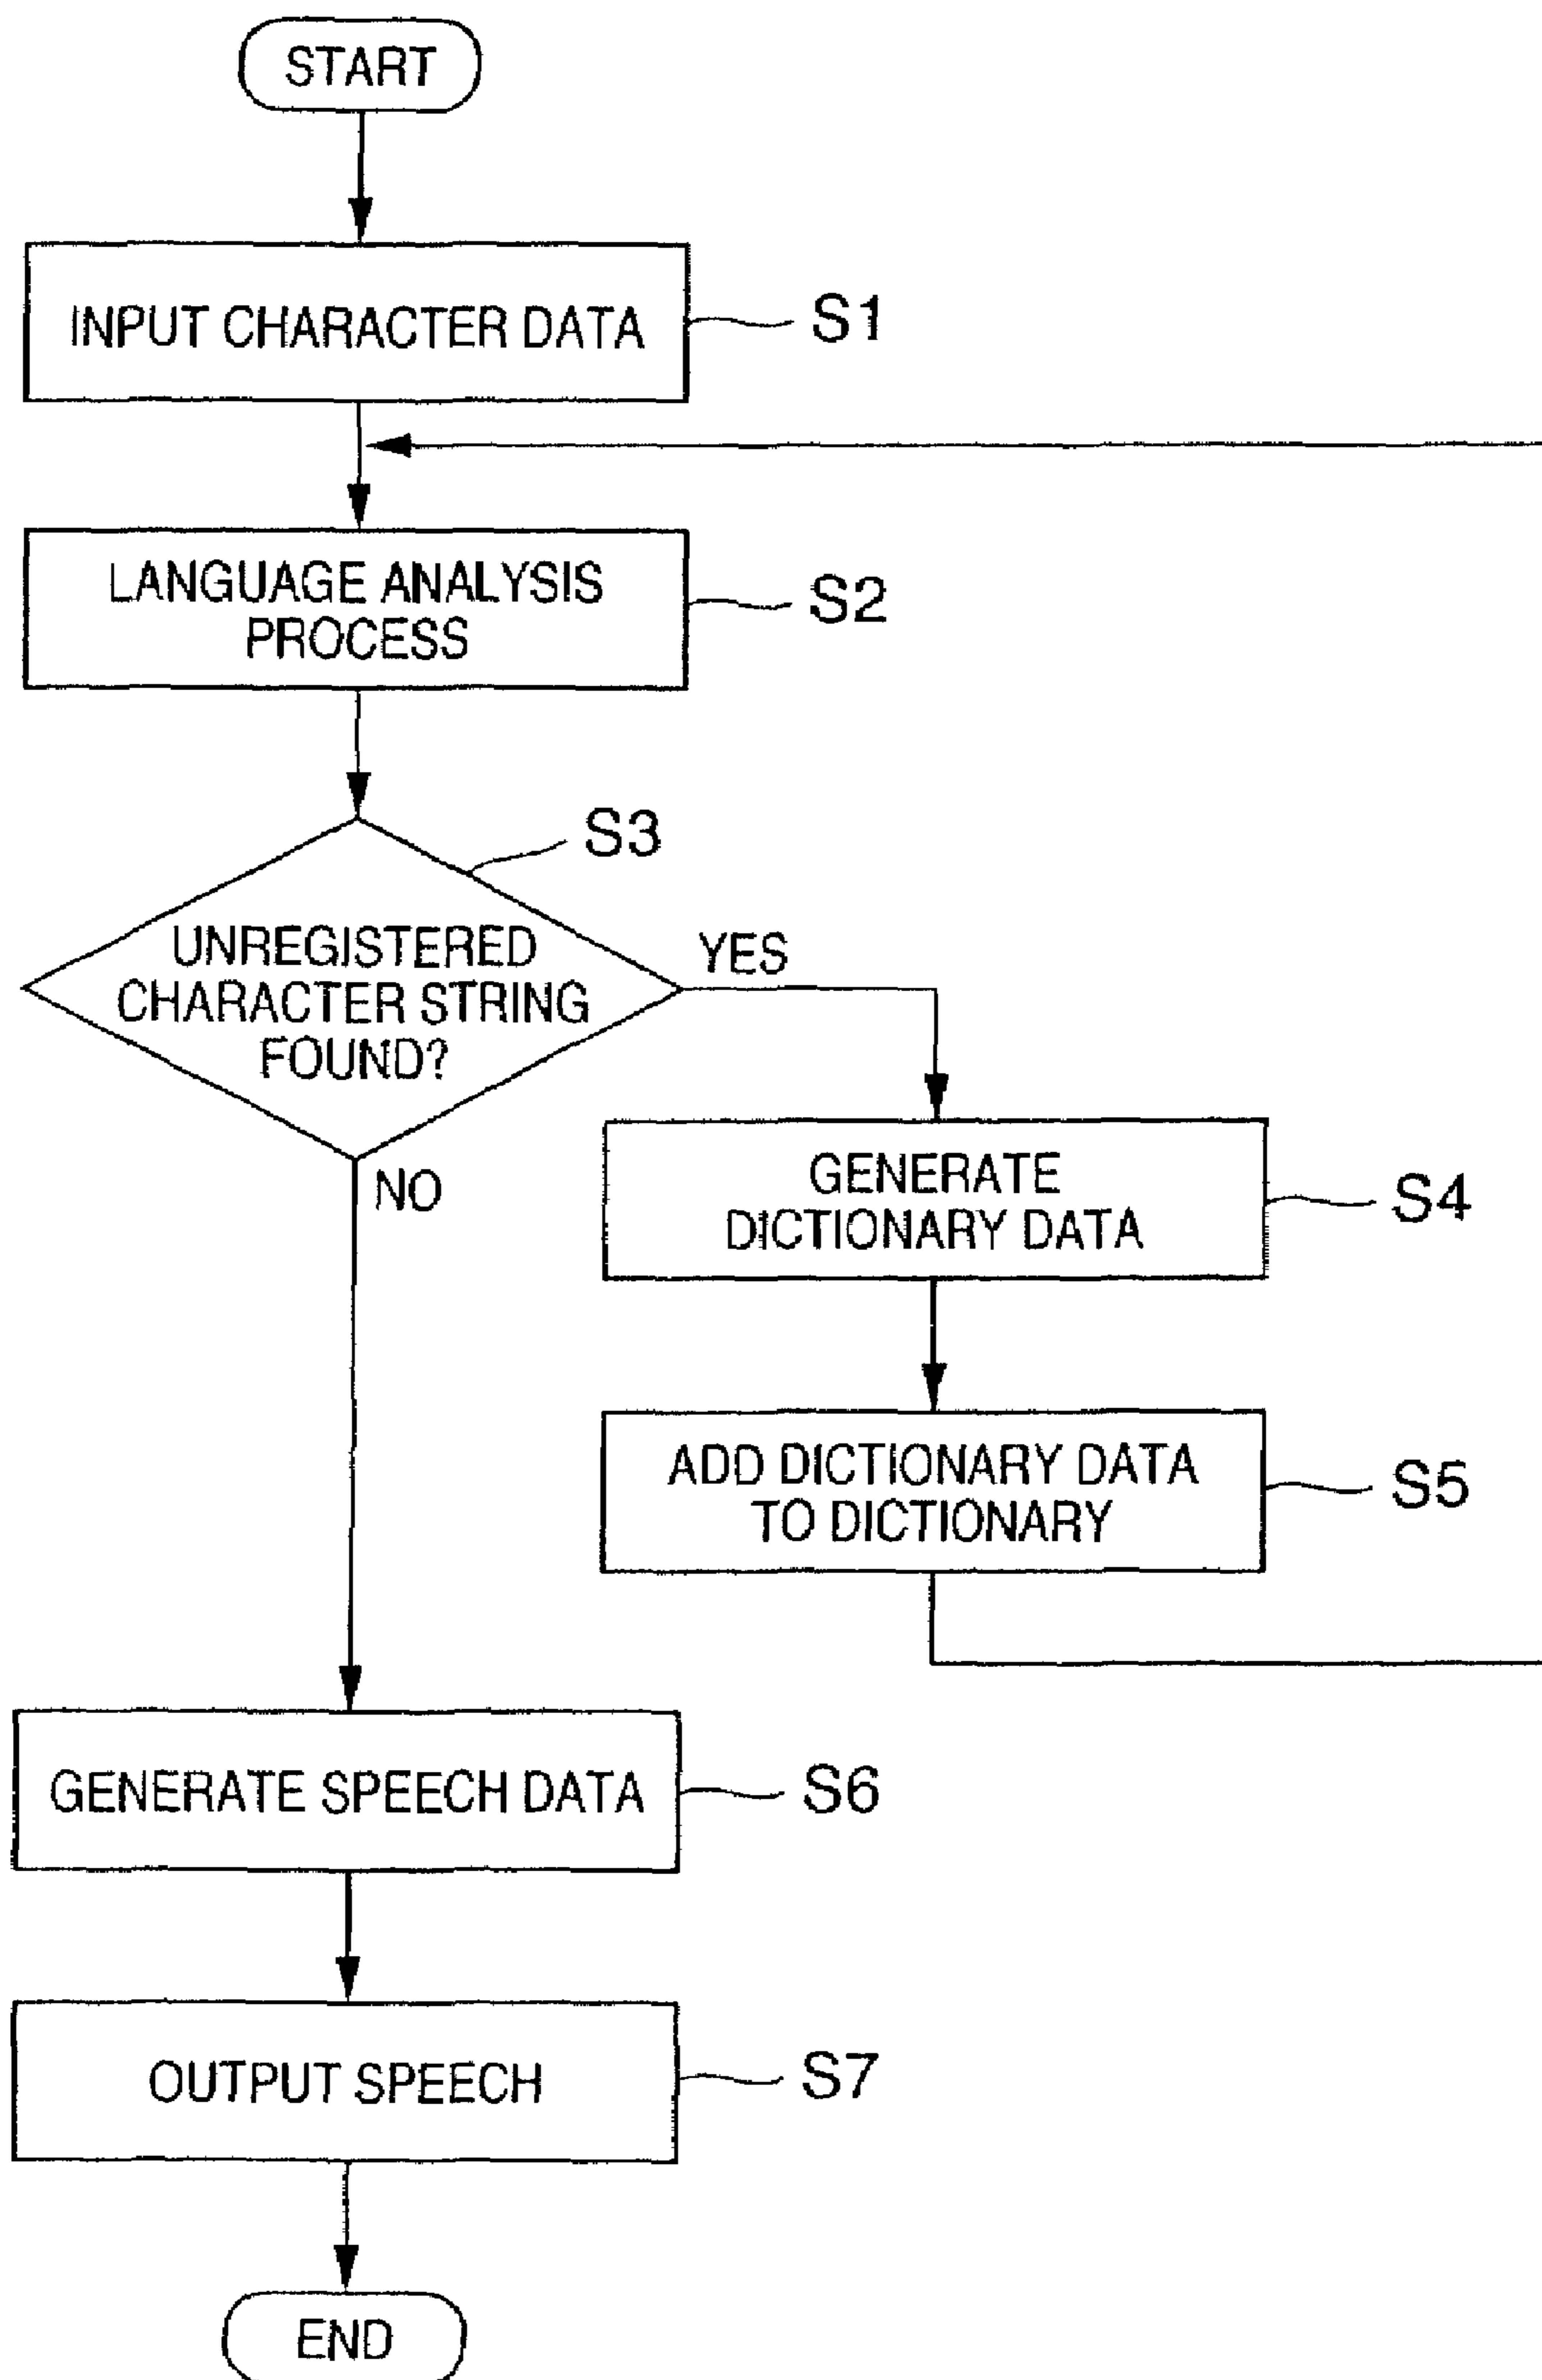 START
INPUT CHARACTER DATA
S1
LANGUAGE ANALYSIS
PROCESS
S2
S3
UNREGISTERED
CHARACTER STRING
FOUND?
YES
NO
GENERATE
DICTIONARY DATA
S4
ADD DICTIONARY DATA
TO DICTIONARY
S5
GENERATE SPEECH DATA
S6
OUTPUT SPEECH
S7
END